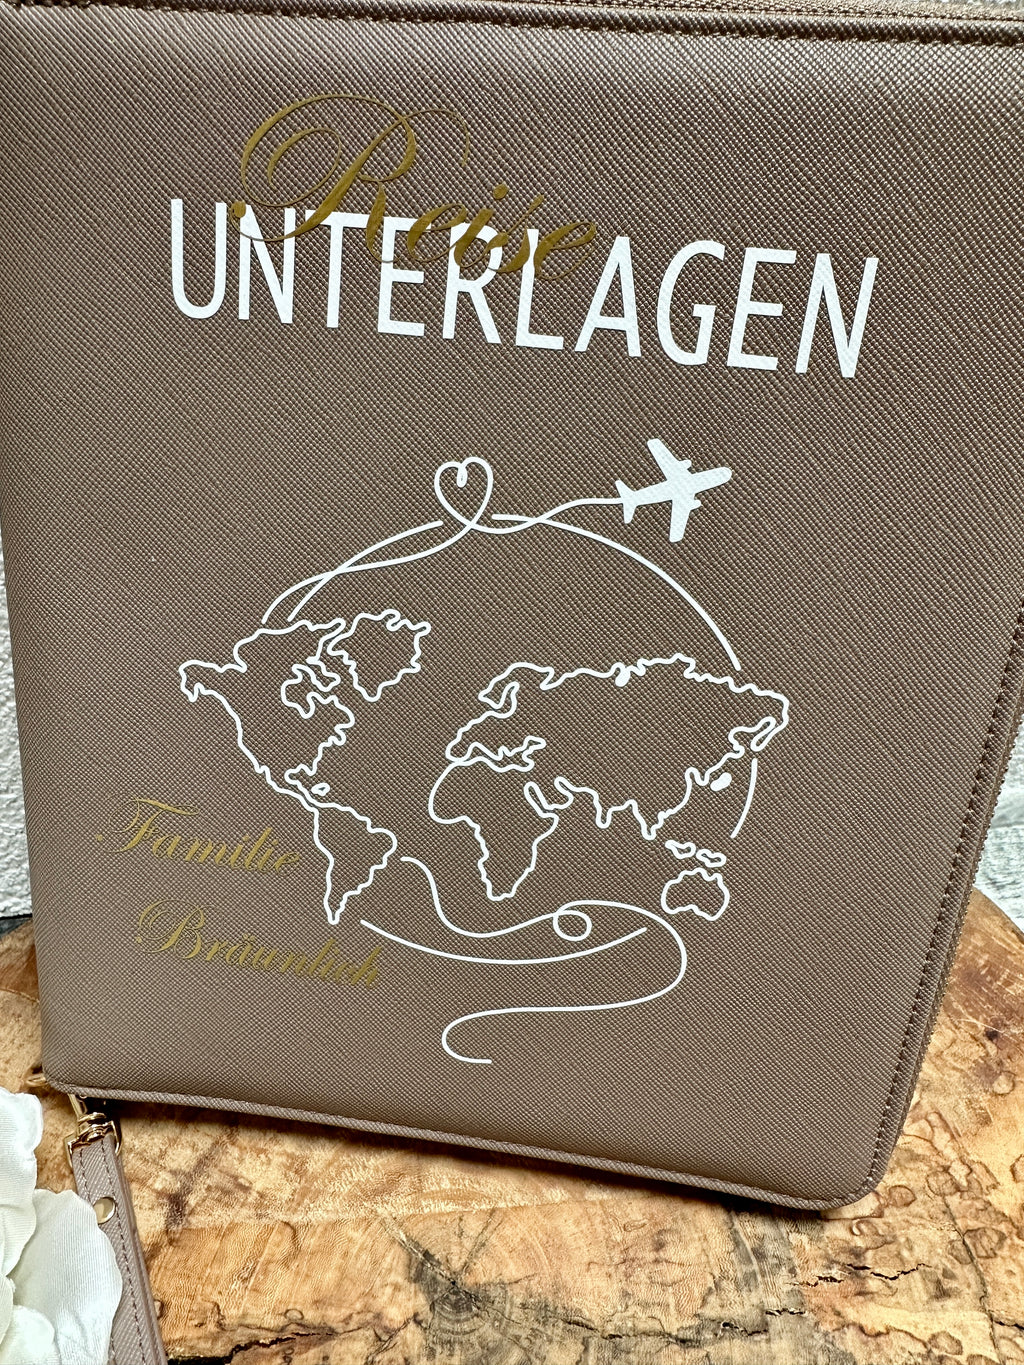 Reise
UNTERLAGEN
Familie
Bräunlich